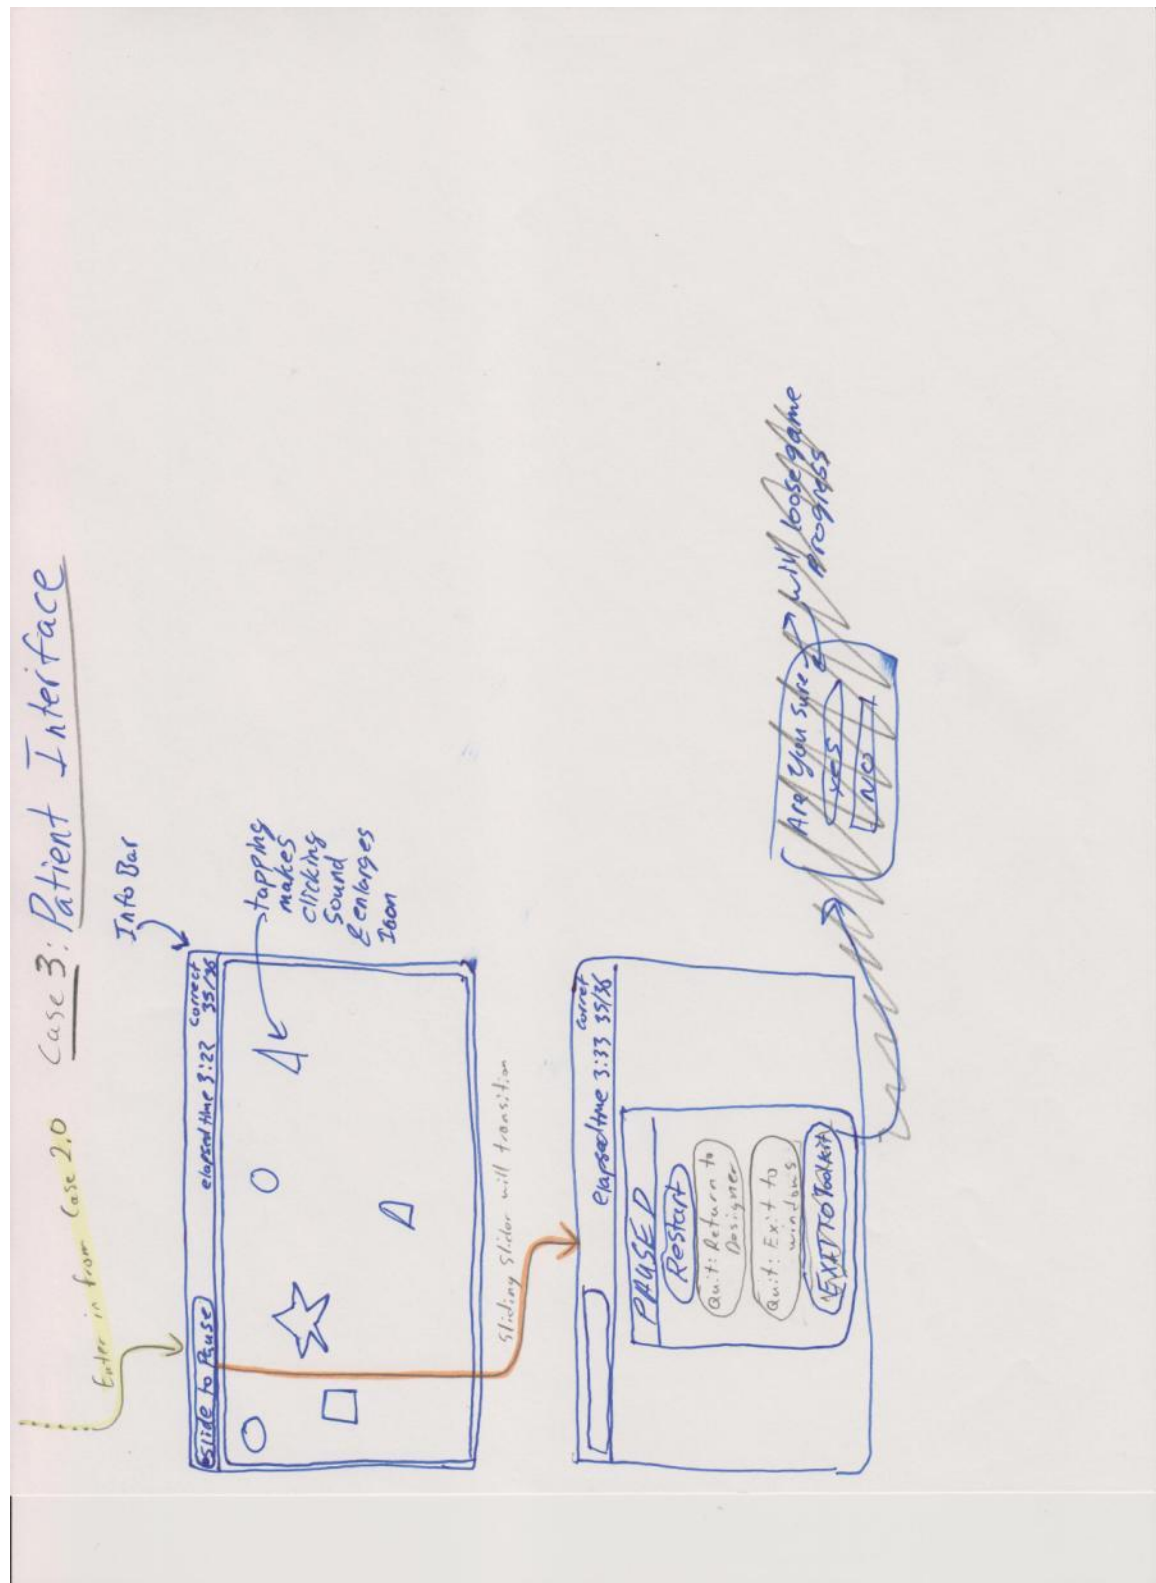 Enter in from Case 2.0
Case 3: Patient Interface
Info Bar
Slide to Pause
elapsed time 3:22
correct
35/36
tapping
makes
clicking
sound
& enlarges
Icon
Sliding slider will transition
elapsed time 3:33
corret
35/36
PAUSED
Restart
Quit: Return to
Designer
Quit: Exit to
windows
EXIT TO Toolkit
Are You sure
yes
NO
will loose game
progress